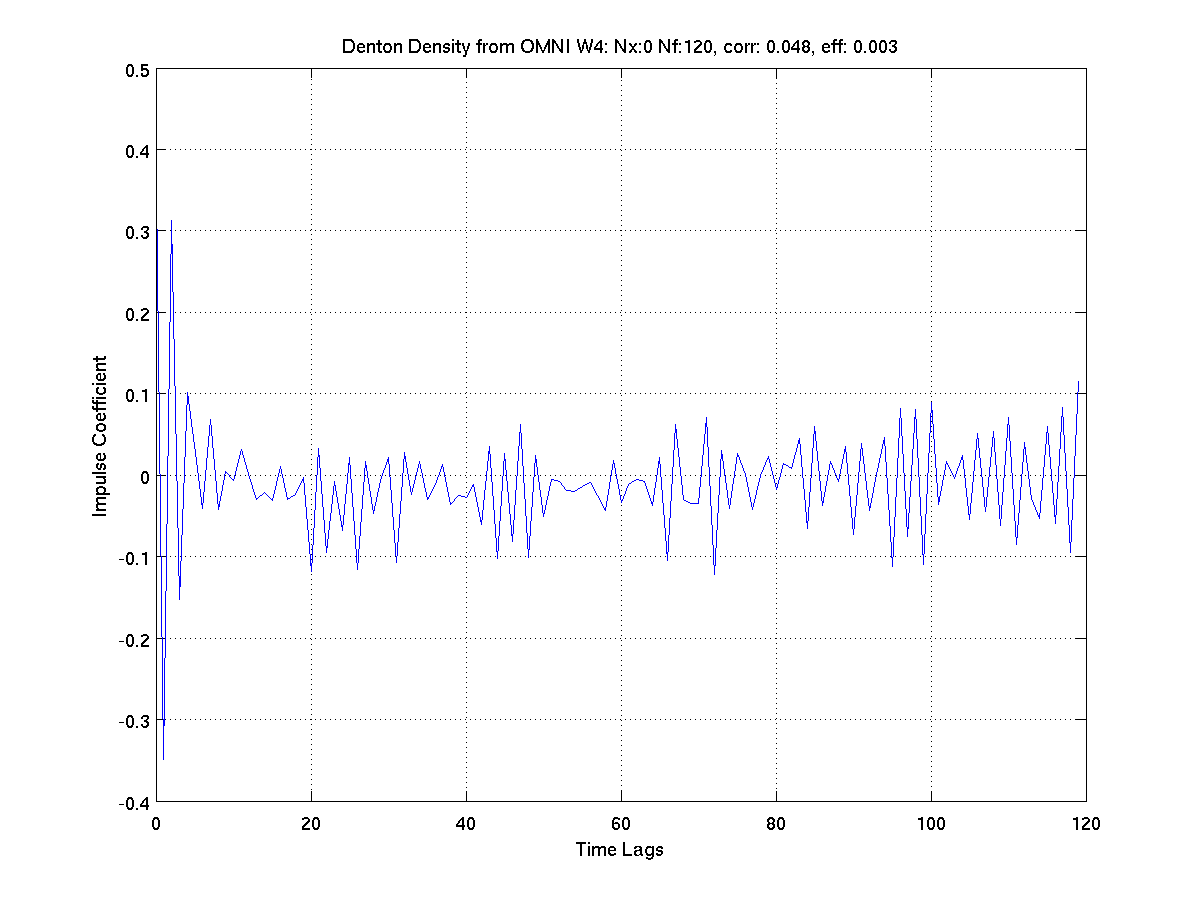 Denton Density from OMNI W4: Nx:0 Nf:120, corr: 0.048, eff: 0.003
0.5
0.4
0.3
0.2
0.1
0
-0.1
-0.2
-0.3
-0.4
Impulse Coefficient
0 20 40 60 80 100 120
Time Lags